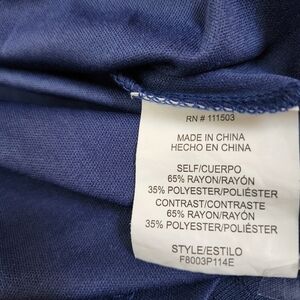 RN # 111503
MADE IN CHINA
HECHO EN CHINA
SELF/CUERPO
65% RAYON/RAYÓN
35% POLYESTER/POLIÉSTER
CONTRAST/CONTRASTE
65% RAYON/RAYÓN
35% POLYESTER/POLIÉSTER
STYLE/ESTILO
F8003P114E